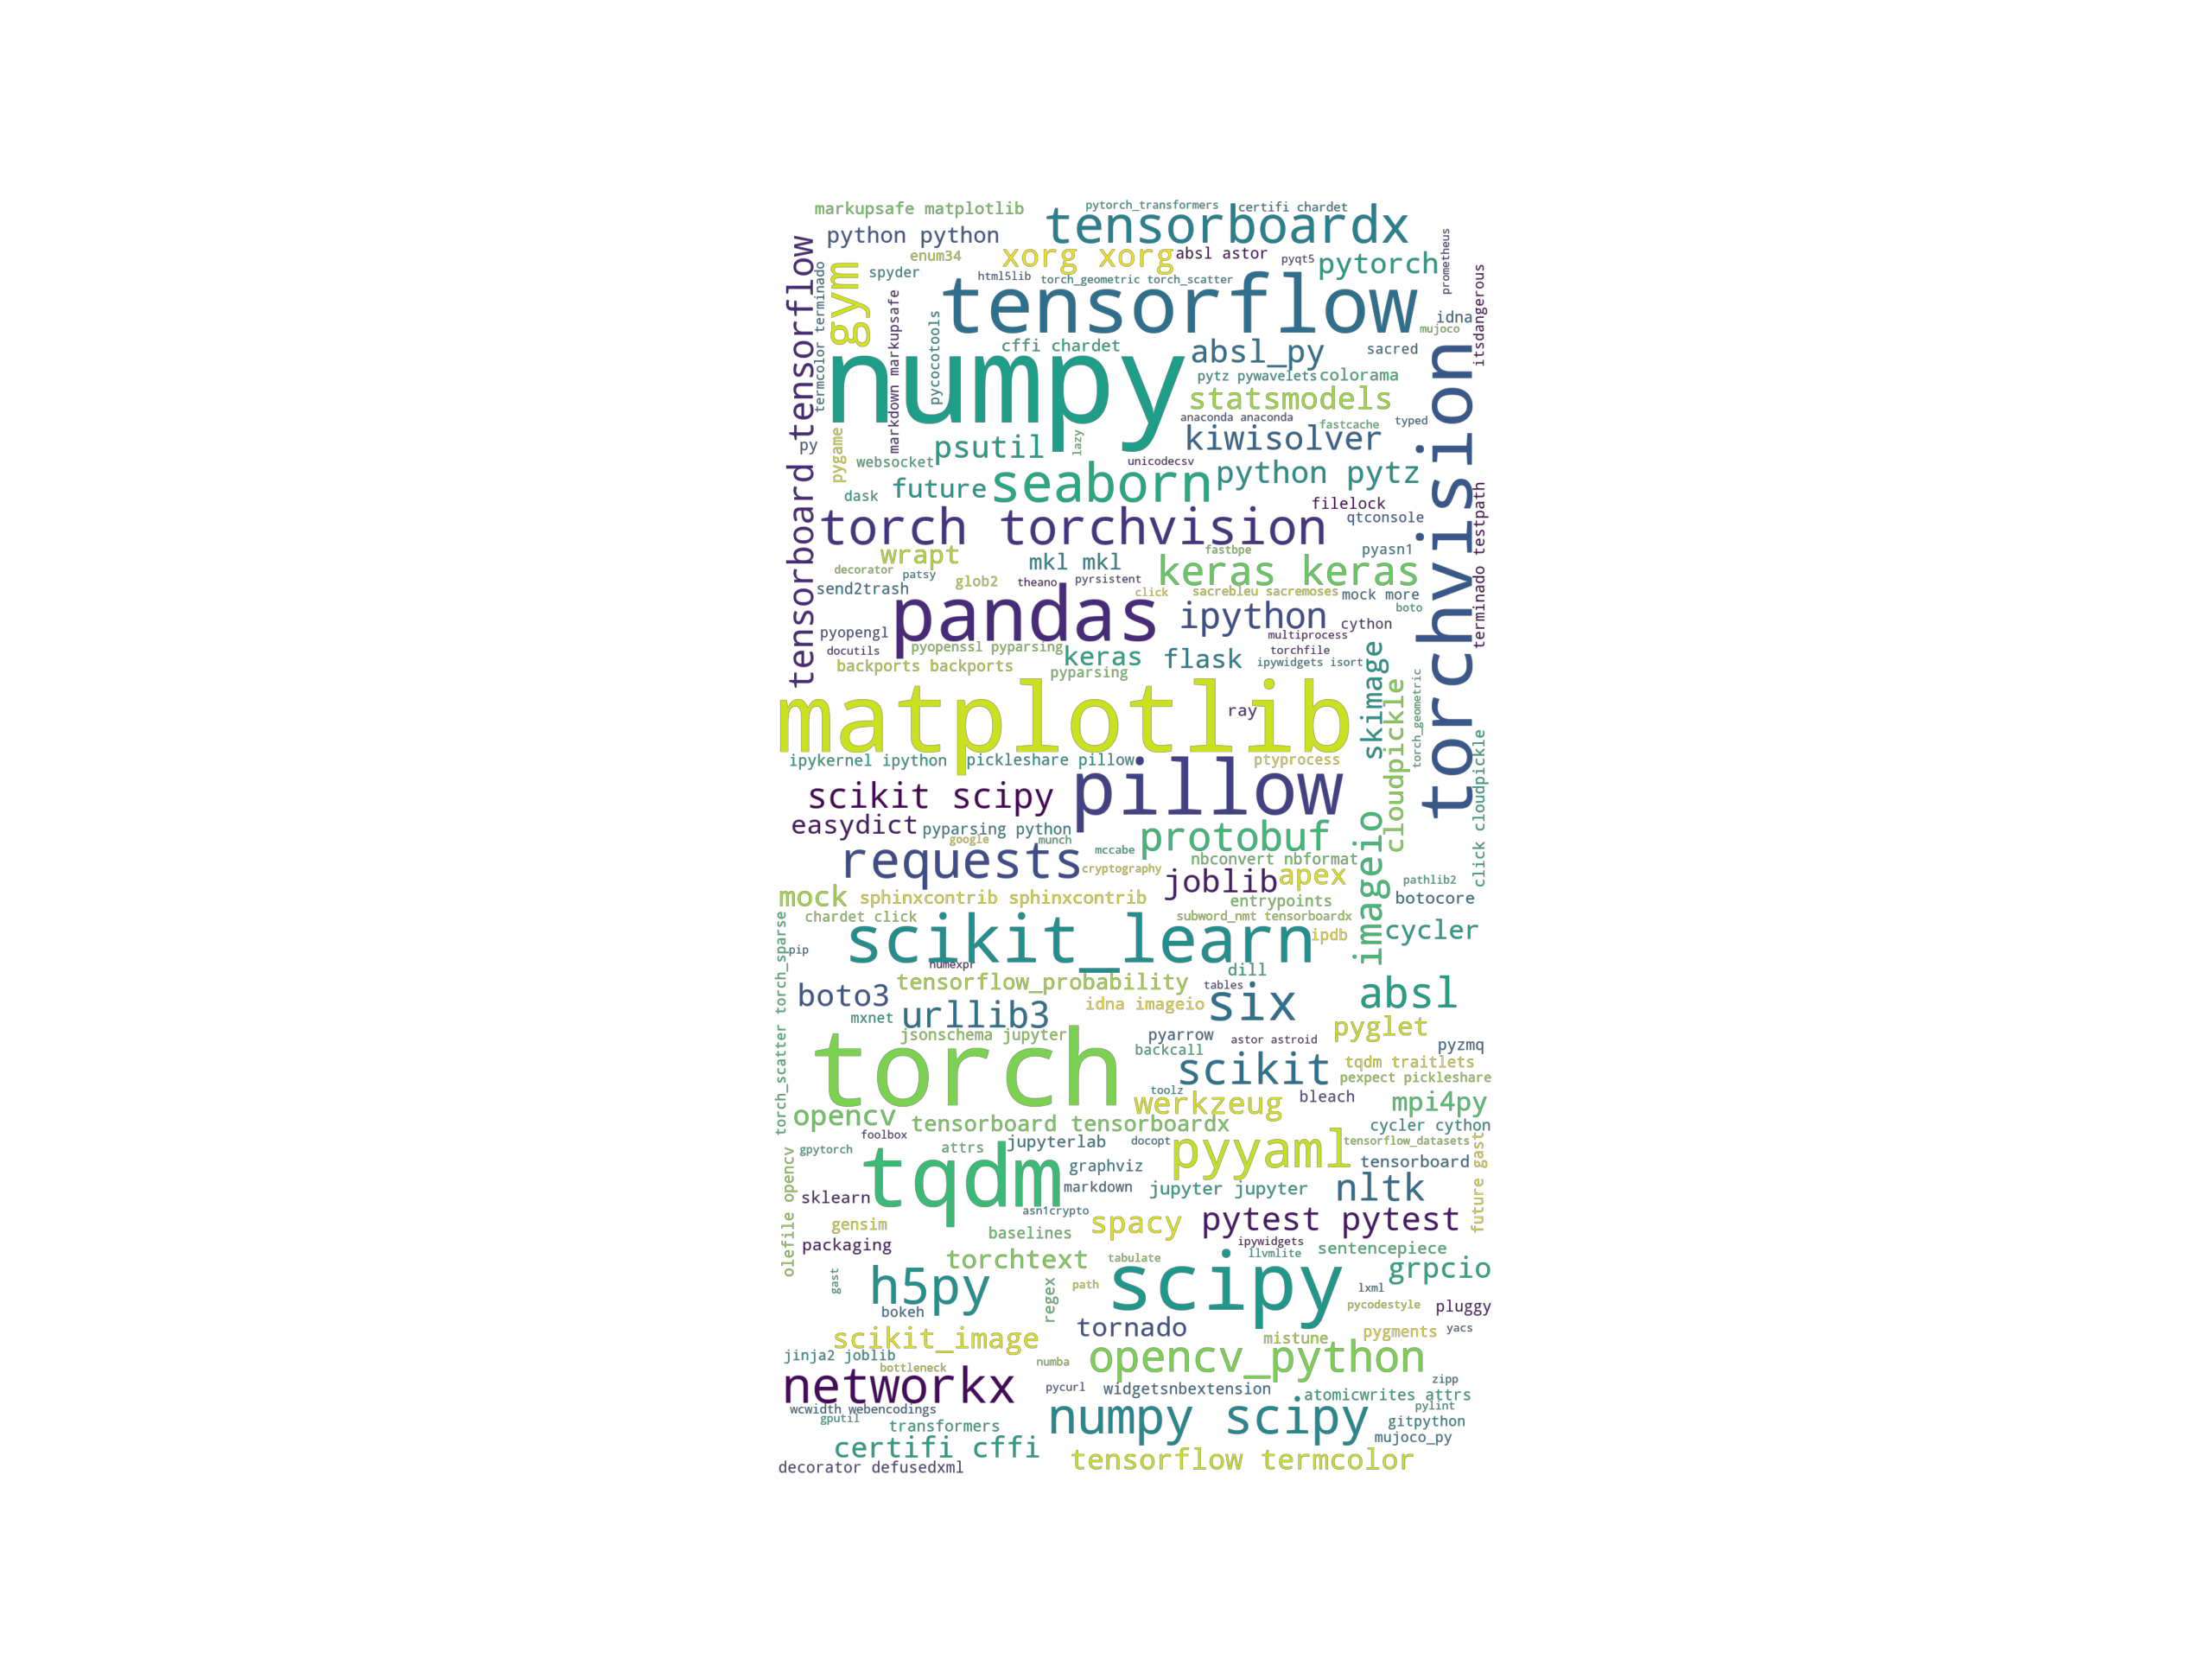 markupsafe matplotlib
pytorch_transformers
certifi chardet
tensorboardx
python python
xorg xorg
absl astor
enum34
pyqt5
pytorch
prometheus
spyder
html5lib
torch_geometric torch_scatter
tensorboard tensorflow
termcolor terminado
gym
tensorflow
idna
mujoco
itsdangerous
markdown markupsafe
pycocotools
cffi chardet
absl_py
sacred
numpy
pytz pywavelets
colorama
statsmodels
torchvision
anaconda anaconda
fastcache
typed
py
pygame
psutil
lazy
kiwisolver
websocket
unicodecsv
seaborn
python pytz
dask
future
filelock
qtconsole
torch torchvision
terminado testpath
wrapt
mkl mkl
fastbpe
pyasn1
decorator
patsy
glob2
theano
pyrsistent
keras keras
send2trash
click
sacrebleu sacremoses
mock more
boto
pandas
ipython
cython
pyopengl
multiprocess
docutils
pyopenssl pyparsing
keras
flask
torchfile
ipywidgets isort
backports backports
pyparsing
skimage
cloudpickle
torch_geometric
matplotlib
ray
ipykernel ipython
pickleshare pillow
ptyprocess
click cloudpickle
pillow
scikit scipy
easydict
pyparsing python
google
munch
protobuf
mccabe
requests
cryptography
nbconvert nbformat
joblib
apex
imageio
pathlib2
botocore
mock
sphinxcontrib sphinxcontrib
entrypoints
chardet click
subword_nmt tensorboardx
scikit_learn
ipdb
cycler
torch_scatter torch_sparse
pip
numexpr
dill
tensorflow_probability
tables
boto3
idna imageio
six
absl
mxnet
urllib3
jsonschema jupyter
pyarrow
astor astroid
pyglet
pyzmq
backcall
torch
scikit
tqdm traitlets
pexpect pickleshare
toolz
bleach
werkzeug
mpi4py
opencv
tensorboard tensorboardx
cycler cython
foolbox
jupyterlab
docopt
tensorflow_datasets
gpytorch
attrs
pyyaml
graphviz
tensorboard
future gast
olefile opencv
tqdm
markdown
jupyter jupyter
nltk
sklearn
asn1crypto
gensim
baselines
spacy
pytest pytest
packaging
ipywidgets
llvmlite
sentencepiece
torchtext
tabulate
grpcio
gast
h5py
regex
path
scipy
lxml
bokeh
pycodestyle
pluggy
scikit_image
tornado
mistune
pygments
yacs
jinja2 joblib
bottleneck
numba
opencv_python
networkx
pycurl
widgetsnbextension
zipp
atomicwrites attrs
wcwidth webencodings
pylint
gputil
transformers
numpy scipy
gitpython
mujoco_py
certifi cffi
tensorflow termcolor
decorator defusedxml